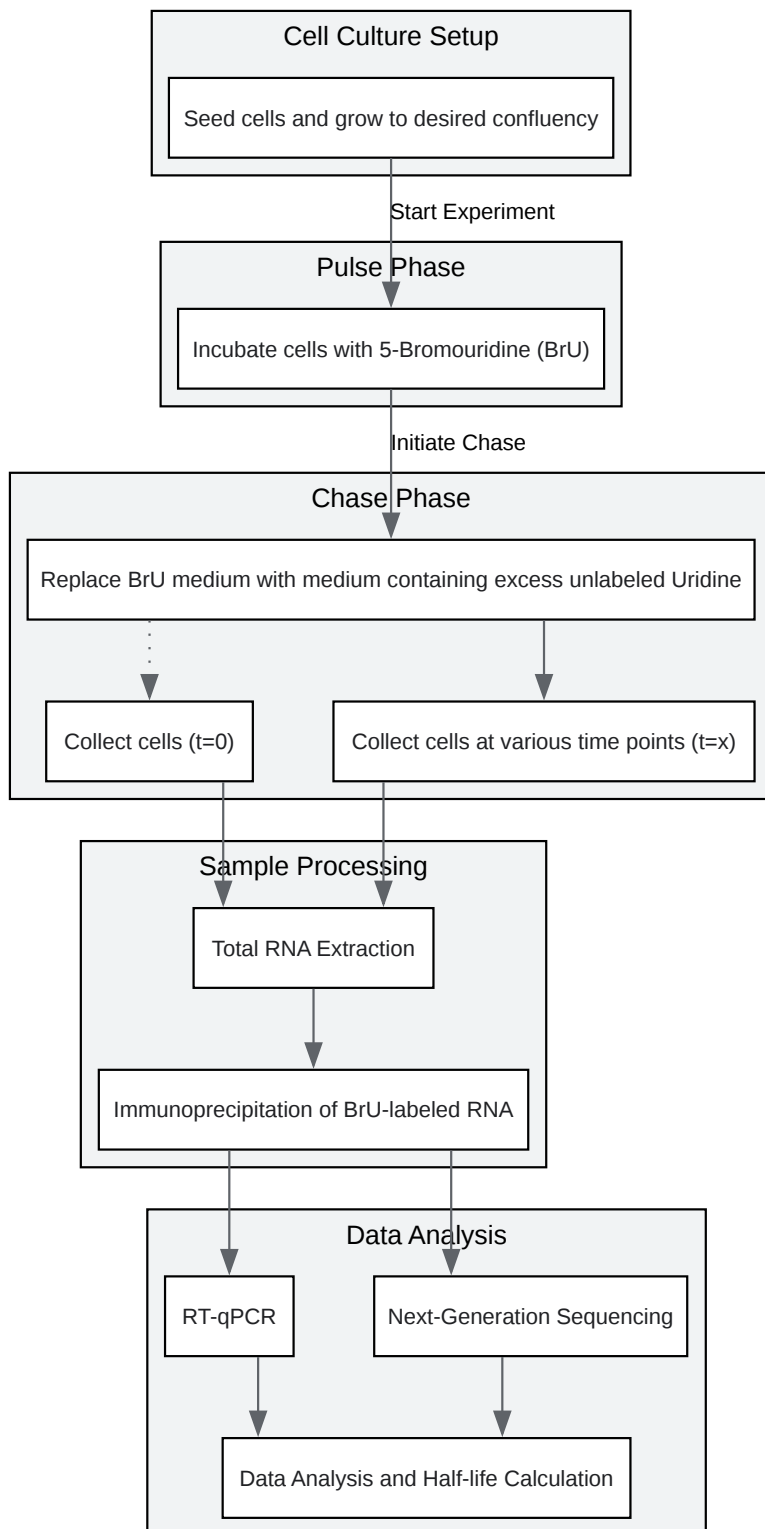 Cell Culture Setup
Seed cells and grow to desired confluency
Start Experiment
Pulse Phase
Incubate cells with 5-Bromouridine (BrU)
Initiate Chase
Chase Phase
Replace BrU medium with medium containing excess unlabeled Uridine
Collect cells (t=0)
Collect cells at various time points (t=x)
Sample Processing
Total RNA Extraction
Immunoprecipitation of BrU-labeled RNA
Data Analysis
RT-qPCR
Next-Generation Sequencing
Data Analysis and Half-life Calculation